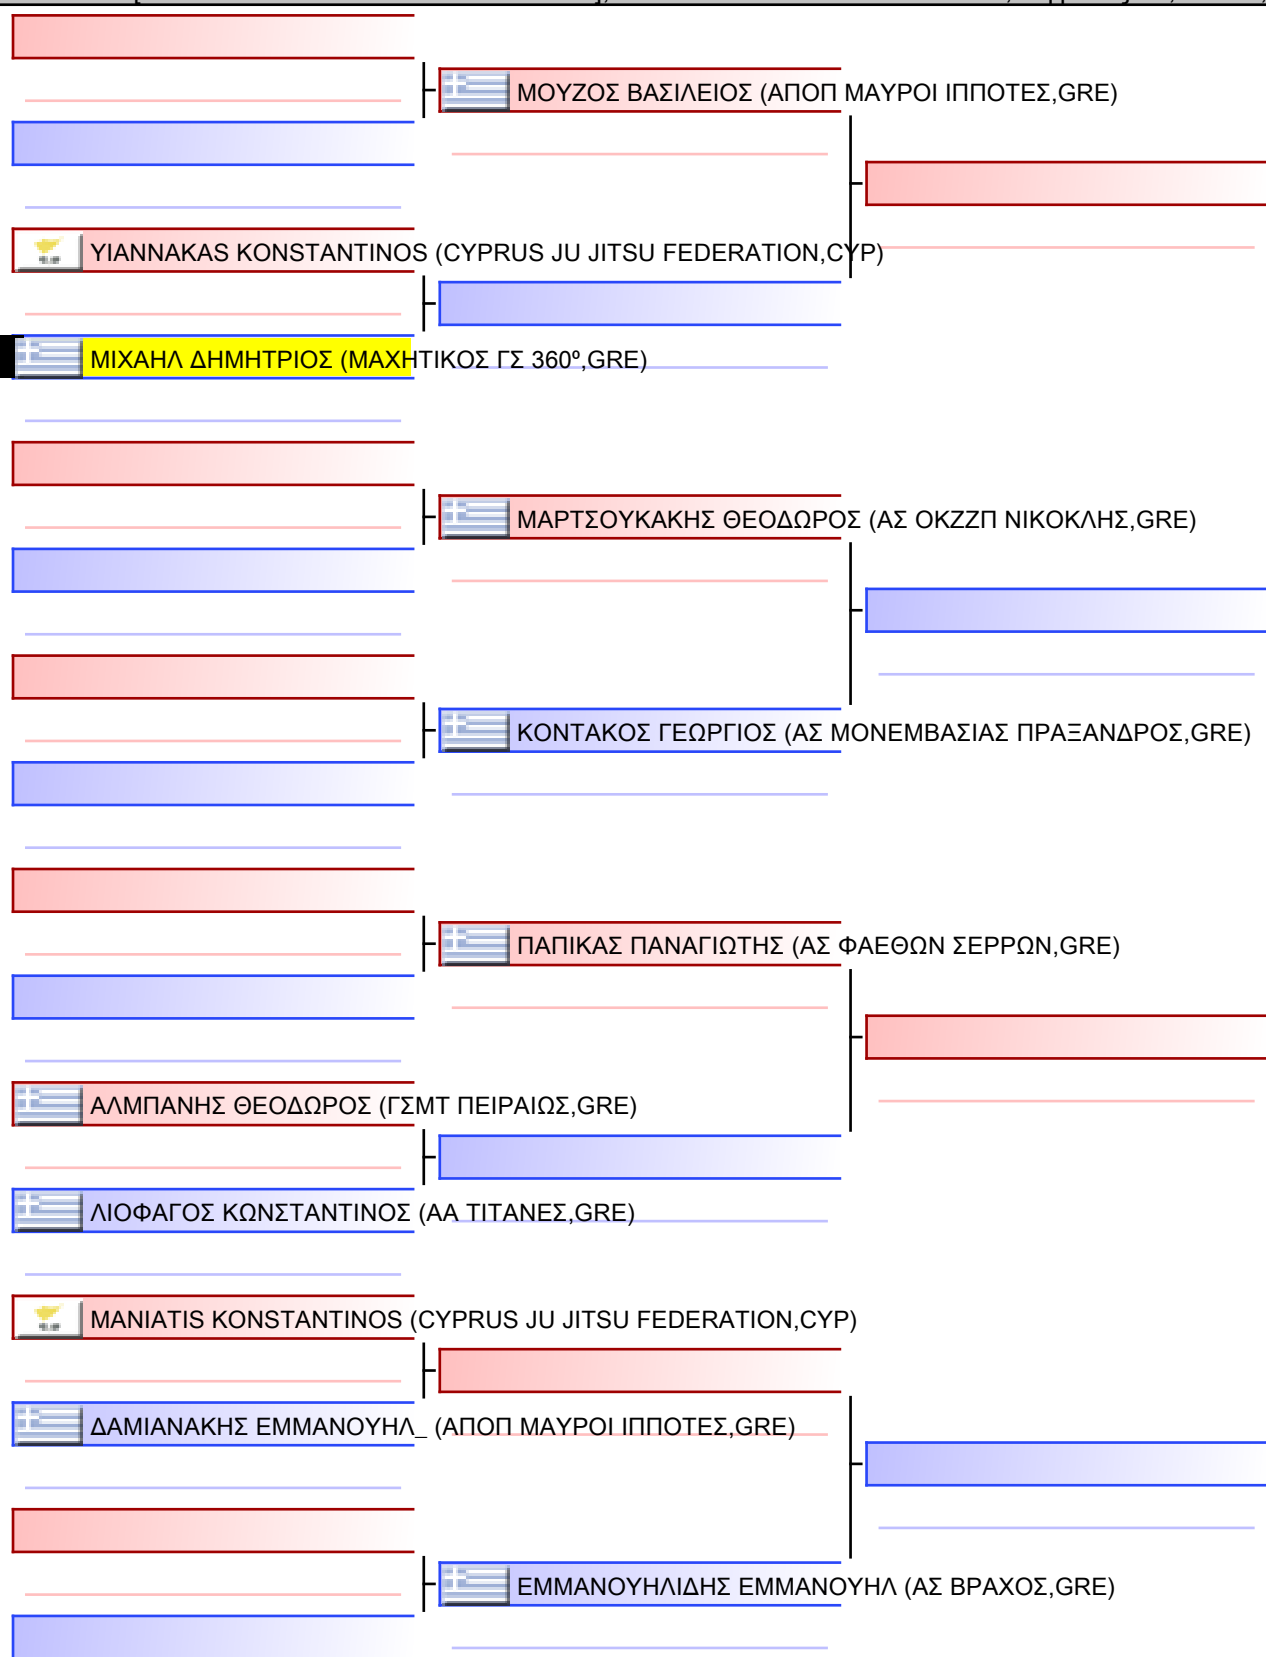 ΜΟΥΖΟΣ ΒΑΣΙΛΕΙΟΣ (ΑΠΟΠ ΜΑΥΡΟΙ ΙΠΠΟΤΕΣ,GRE)
YIANNAKAS KONSTANTINOS (CYPRUS JU JITSU FEDERATION,CYP)
ΜΙΧΑΗΛ ΔΗΜΗΤΡΙΟΣ (ΜΑΧΗΤΙΚΟΣ ΓΣ 360º,GRE)
ΜΑΡΤΣΟΥΚΑΚΗΣ ΘΕΟΔΩΡΟΣ (ΑΣ ΟΚΖΖΠ ΝΙΚΟΚΛΗΣ,GRE)
ΚΟΝΤΑΚΟΣ ΓΕΩΡΓΙΟΣ (ΑΣ ΜΟΝΕΜΒΑΣΙΑΣ ΠΡΑΞΑΝΔΡΟΣ,GRE)
ΠΑΠΙΚΑΣ ΠΑΝΑΓΙΩΤΗΣ (ΑΣ ΦΑΕΘΩΝ ΣΕΡΡΩΝ,GRE)
ΑΛΜΠΑΝΗΣ ΘΕΟΔΩΡΟΣ (ΓΣΜΤ ΠΕΙΡΑΙΩΣ,GRE)
ΛΙΟΦΑΓΟΣ ΚΩΝΣΤΑΝΤΙΝΟΣ (ΑΑ ΤΙΤΑΝΕΣ,GRE)
MANIATIS KONSTANTINOS (CYPRUS JU JITSU FEDERATION,CYP)
ΔΑΜΙΑΝΑΚΗΣ ΕΜΜΑΝΟΥΗΛ_ (ΑΠΟΠ ΜΑΥΡΟΙ ΙΠΠΟΤΕΣ,GRE)
ΕΜΜΑΝΟΥΗΛΙΔΗΣ ΕΜΜΑΝΟΥΗΛ (ΑΣ ΒΡΑΧΟΣ,GRE)